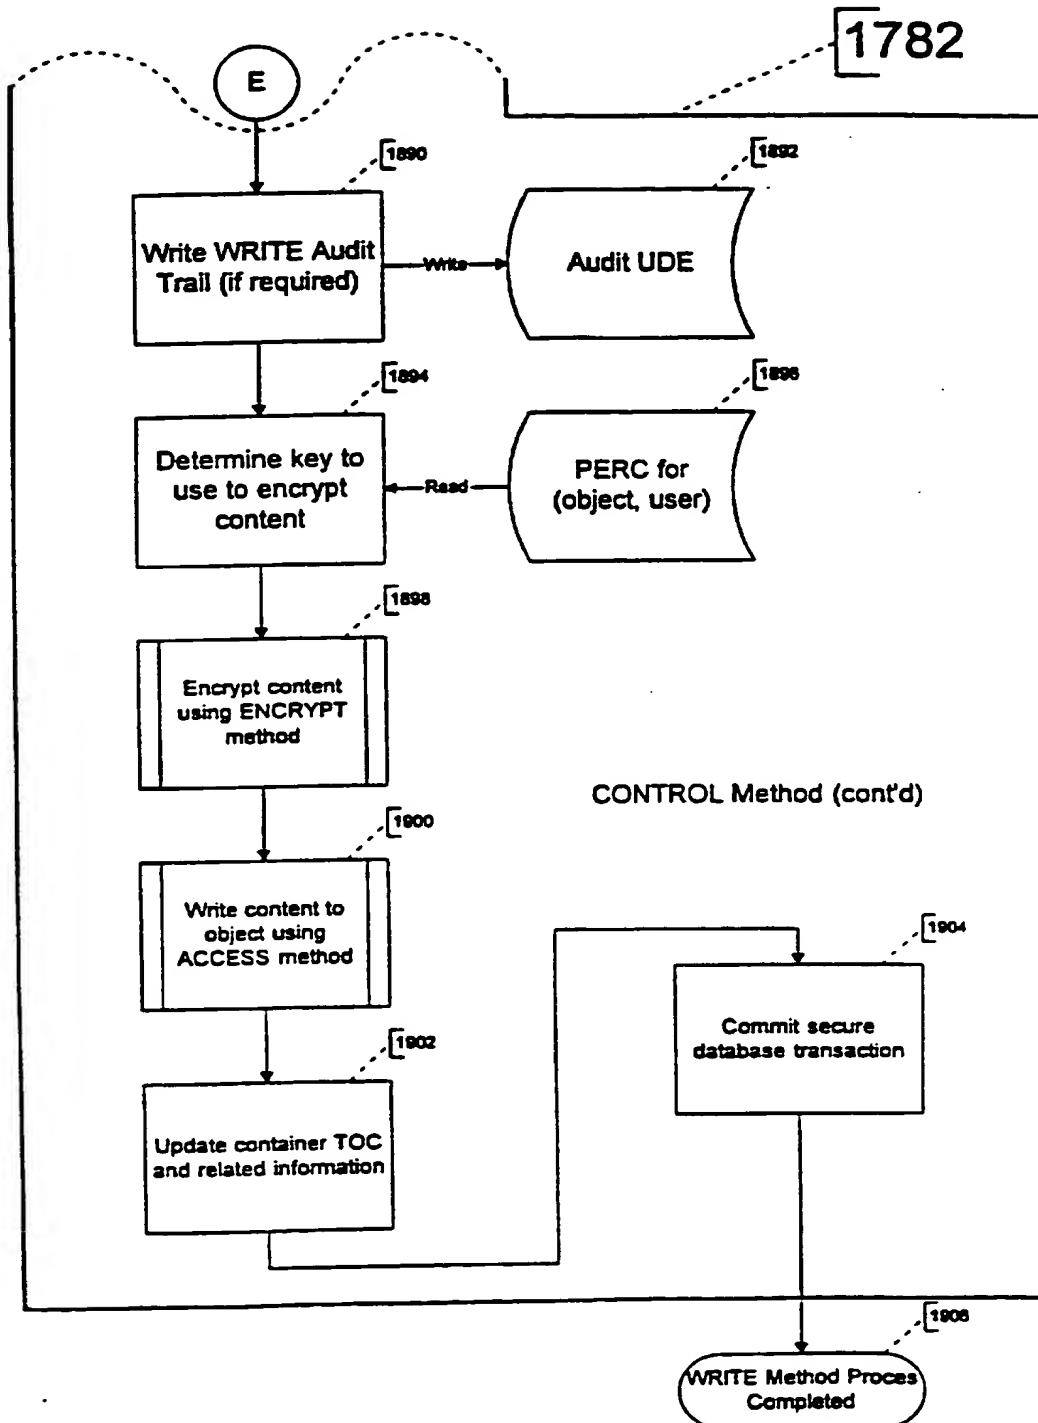 1782
E
1890
1892
Write WRITE Audit
Trail (if required)
Write
Audit UDE
1894
1896
Determine key to
use to encrypt
content
Read
PERC for
(object, user)
1898
Encrypt content
using ENCRYPT
method
CONTROL Method (cont'd)
1900
Write content to
object using
ACCESS method
1904
Commit secure
database transaction
1902
Update container TOC
and related information
1906
WRITE Method Proces
Completed